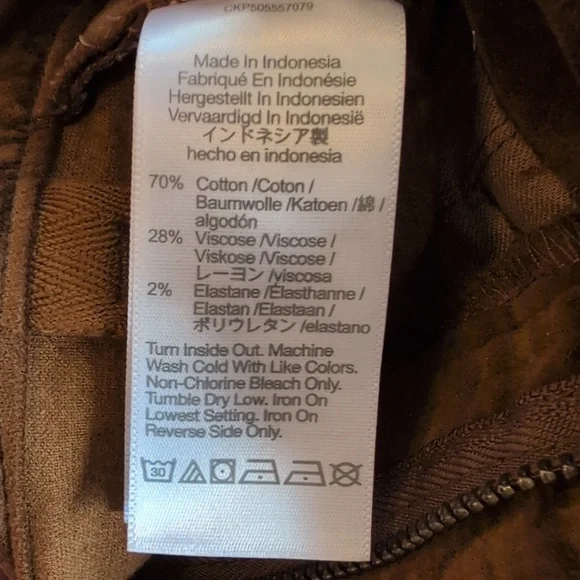 CKP505557079
Made In Indonesia
Fabriqué En Indonésie
Hergestellt In Indonesien
Vervaardigd In Indonesië
インドネシア製
hecho en indonesia
70% Cotton /Coton /
Baumwolle /Katoen /綿 /
algodón
28% Viscose /Viscose /
Viskose /Viscose /
レーヨン /viscosa
2% Elastane /Élasthanne /
Elastan /Elastaan /
ポリウレタン /elastano
Turn Inside Out. Machine
Wash Cold With Like Colors.
Non-Chlorine Bleach Only.
Tumble Dry Low. Iron On
Lowest Setting. Iron On
Reverse Side Only.
30